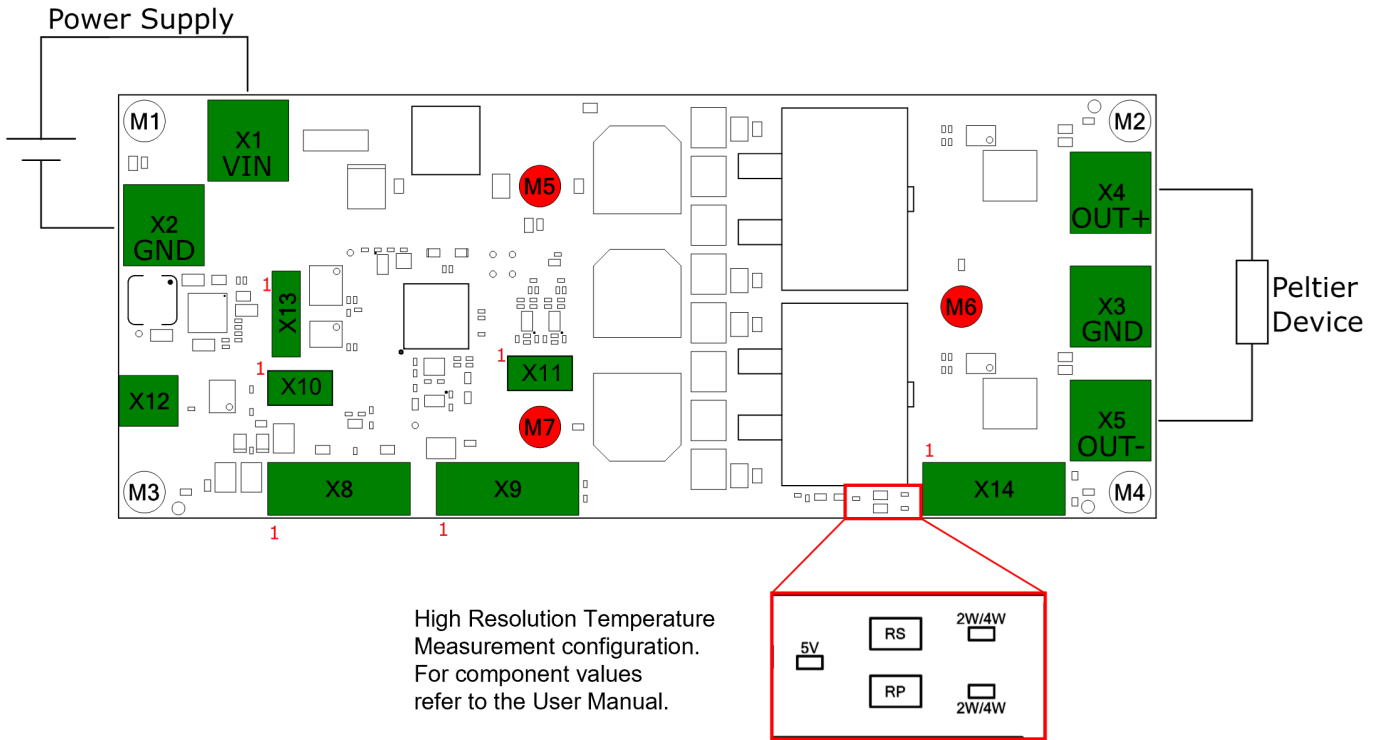 Power Supply
M1
X1
VIN
M2
M5
X4
OUT+
X2
GND
1
X13
M6
X3
GND
Peltier
Device
1
X10
1
X11
X12
M7
X5
OUT-
1
M3
X8
X9
X14
M4
1
1
High Resolution Temperature
Measurement configuration.
For component values
refer to the User Manual.
5V
RS
2W/4W
RP
2W/4W